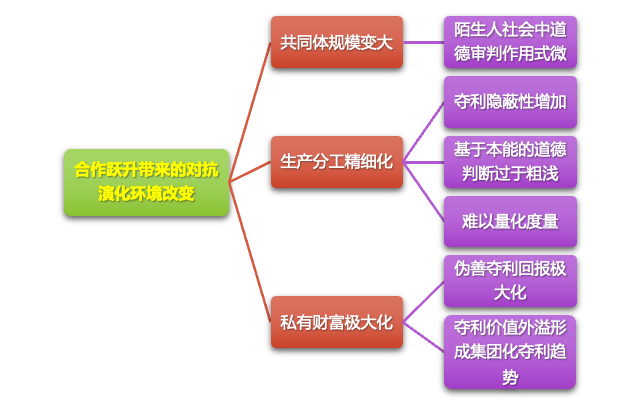 合作跃升带来的对抗
演化环境改变
共同体规模变大
陌生人社会中道
德审判作用式微
生产分工精细化
夺利隐蔽性增加
基于本能的道德
判断过于粗浅
难以量化度量
私有财富极大化
伪善夺利回报极
大化
夺利价值外溢形
成集团化夺利趋
势